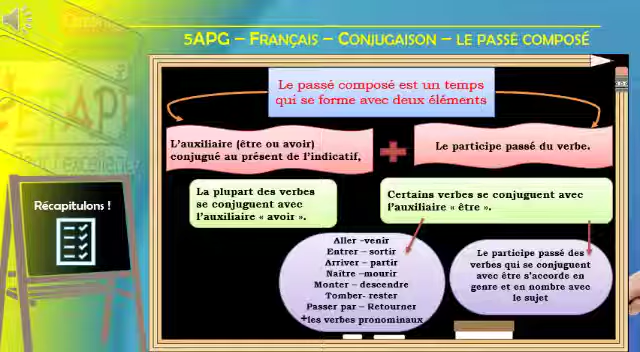 5APG – FRANÇAIS – CONJUGAISON – LE PASSÉ COMPOSÉ
Le passé composé est un temps
qui se forme avec deux éléments
L'auxiliaire (être ou avoir)
conjugué au présent de l'indicatif,
Le participe passé du verbe.
La plupart des verbes
se conjuguent avec
l'auxiliaire « avoir ».
Certains verbes se conjuguent avec
l'auxiliaire « être ».
Récapitulons !
Aller –venir
Entrer – sortir
Arriver – partir
Naître –mourir
Monter – descendre
Tomber- rester
Passer par – Retourner
+les verbes pronominaux
Le participe passé des
verbes qui se conjuguent
avec être s'accorde en
genre et en nombre avec
le sujet